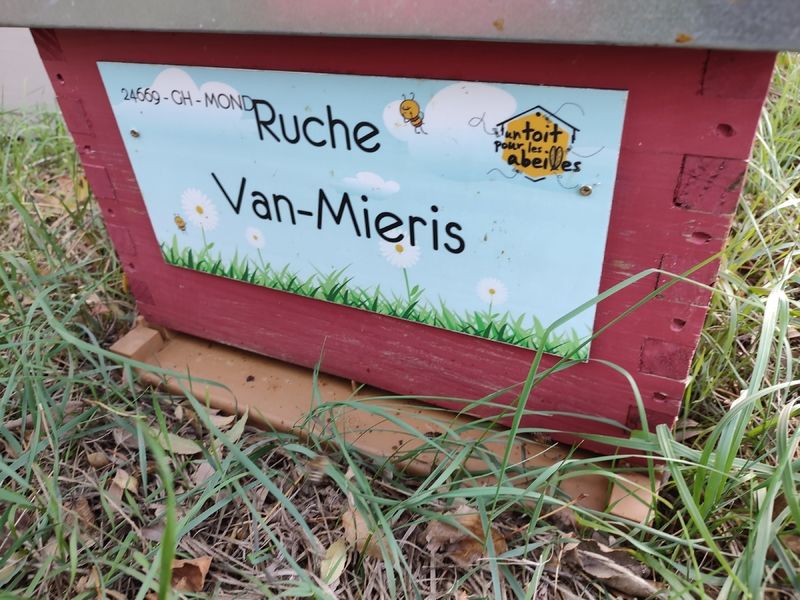 24669 - GH - MOND
Ruche
Van-Mieris
un toit
pour les
abeilles